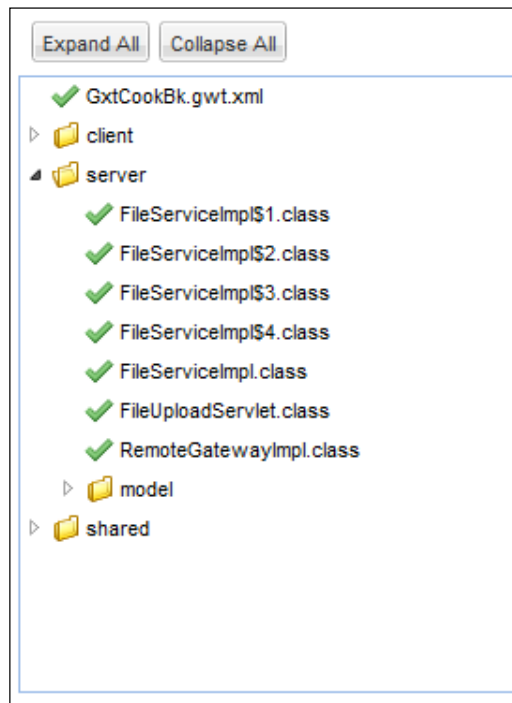 Expand All Collapse All
GxtCookBk.gwt.xml
client
server
FileServiceImpl$1.class
FileServiceImpl$2.class
FileServiceImpl$3.class
FileServiceImpl$4.class
FileServiceImpl.class
FileUploadServlet.class
RemoteGatewayImpl.class
model
shared